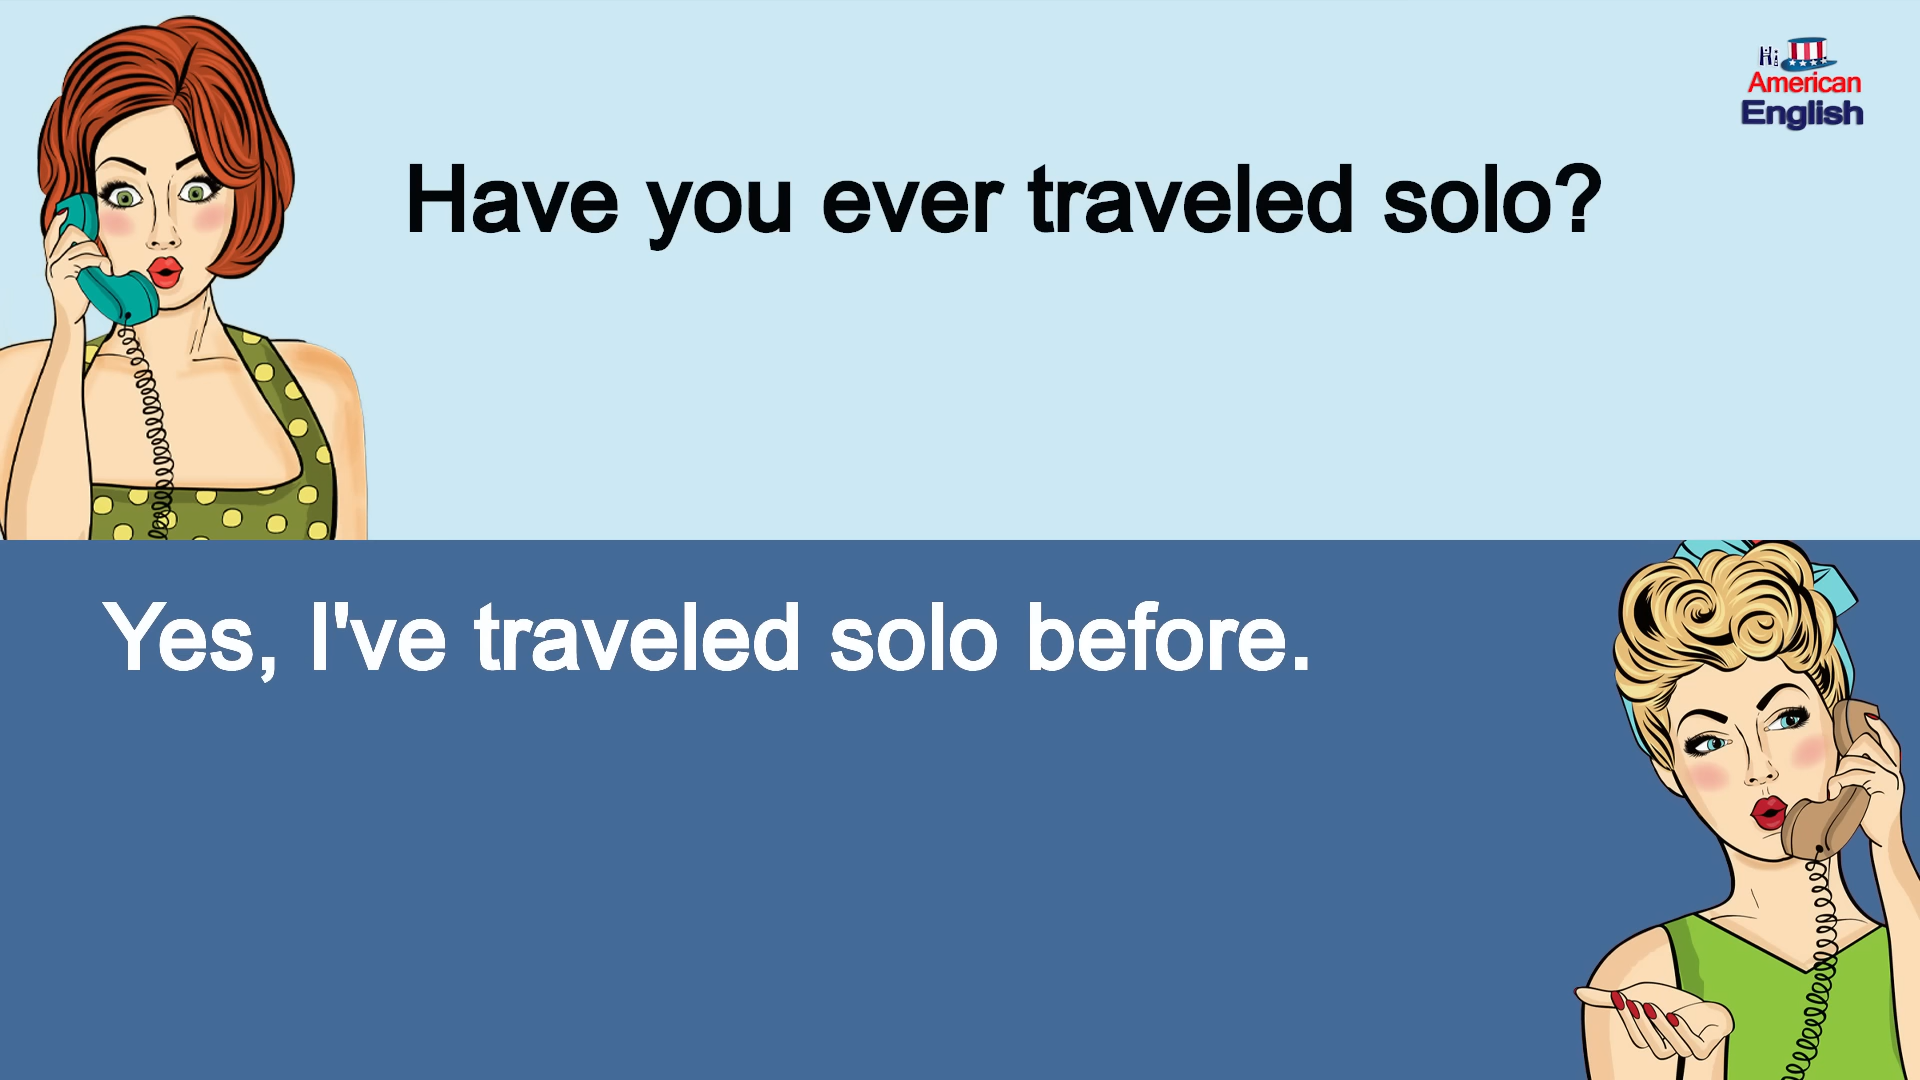 Hi
American
English
Have you ever traveled solo?
Yes, I've traveled solo before.